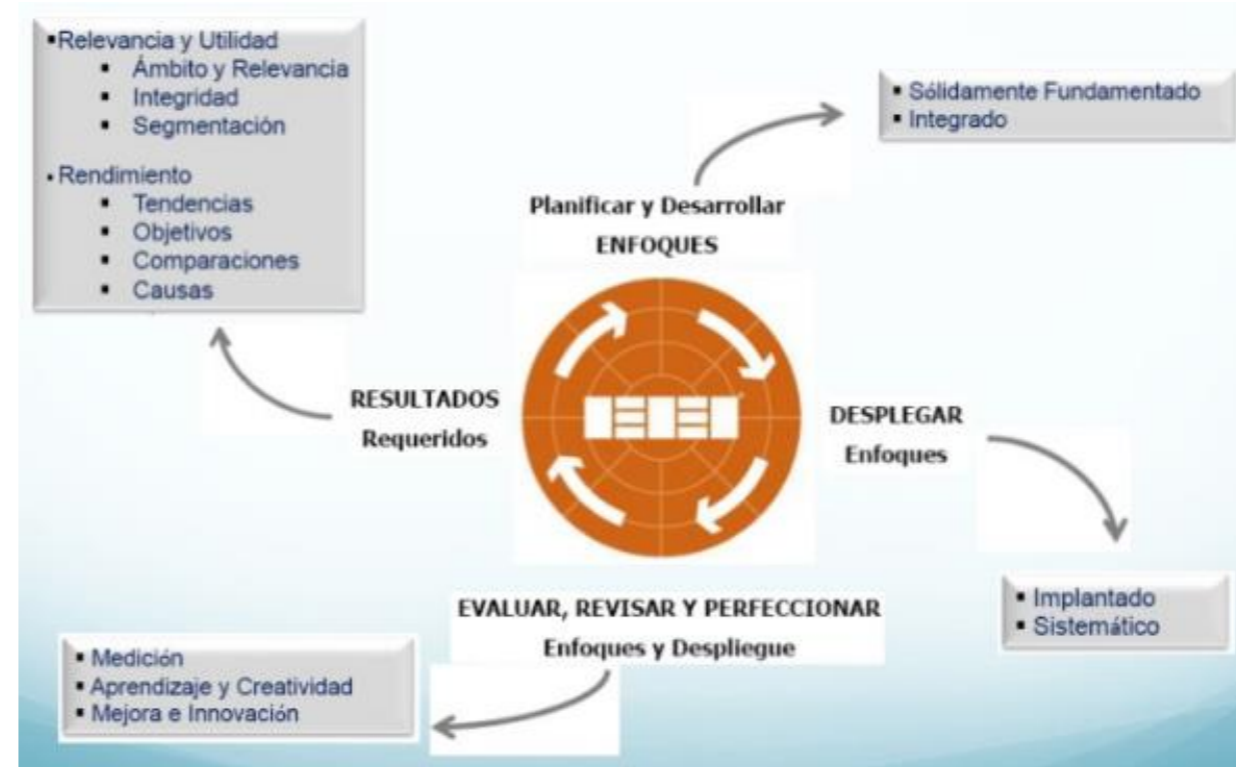 ▪Relevancia y Utilidad
▪ Ámbito y Relevancia
▪ Integridad
▪ Segmentación
▪ Rendimiento
▪ Tendencias
▪ Objetivos
▪ Comparaciones
▪ Causas
▪ Sólidamente Fundamentado
▪ Integrado
Planificar y Desarrollar
ENFOQUES
RESULTADOS
Requeridos
DESPLEGAR
Enfoques
▪ Implantado
▪ Sistemático
EVALUAR, REVISAR Y PERFECCIONAR
Enfoques y Despliegue
▪ Medición
▪ Aprendizaje y Creatividad
▪ Mejora e Innovación